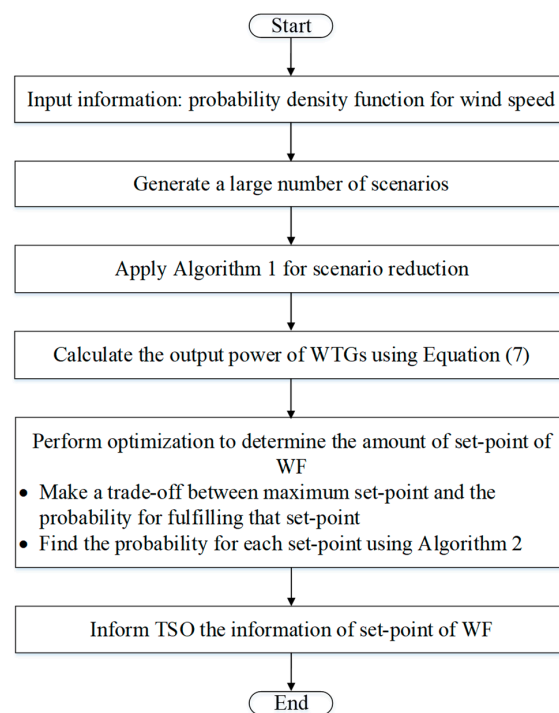 Start
Input information: probability density function for wind speed
Generate a large number of scenarios
Apply Algorithm 1 for scenario reduction
Calculate the output power of WTGs using Equation (7)
Perform optimization to determine the amount of set-point of
WF
• Make a trade-off between maximum set-point and the
probability for fulfilling that set-point
• Find the probability for each set-point using Algorithm 2
Inform TSO the information of set-point of WF
End